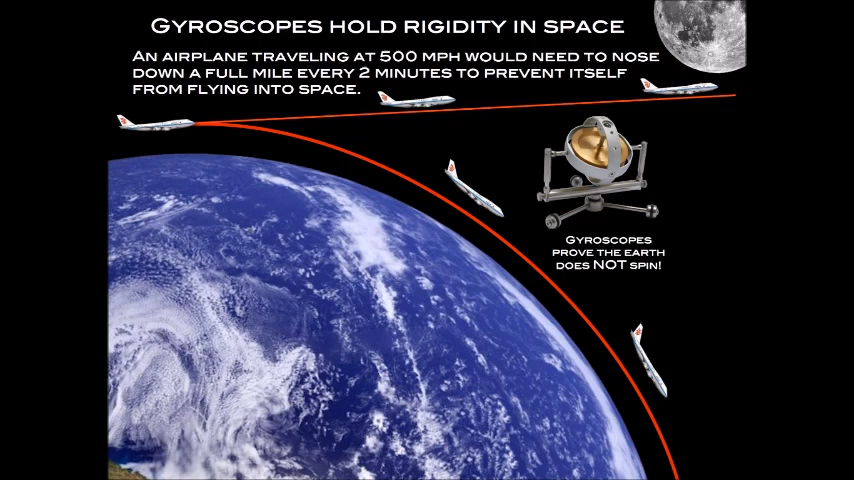 Gyroscopes hold rigidity in space
An airplane traveling at 500 mph would need to nose
down a full mile every 2 minutes to prevent itself
from flying into space.
Gyroscopes
prove the earth
does NOT spin!